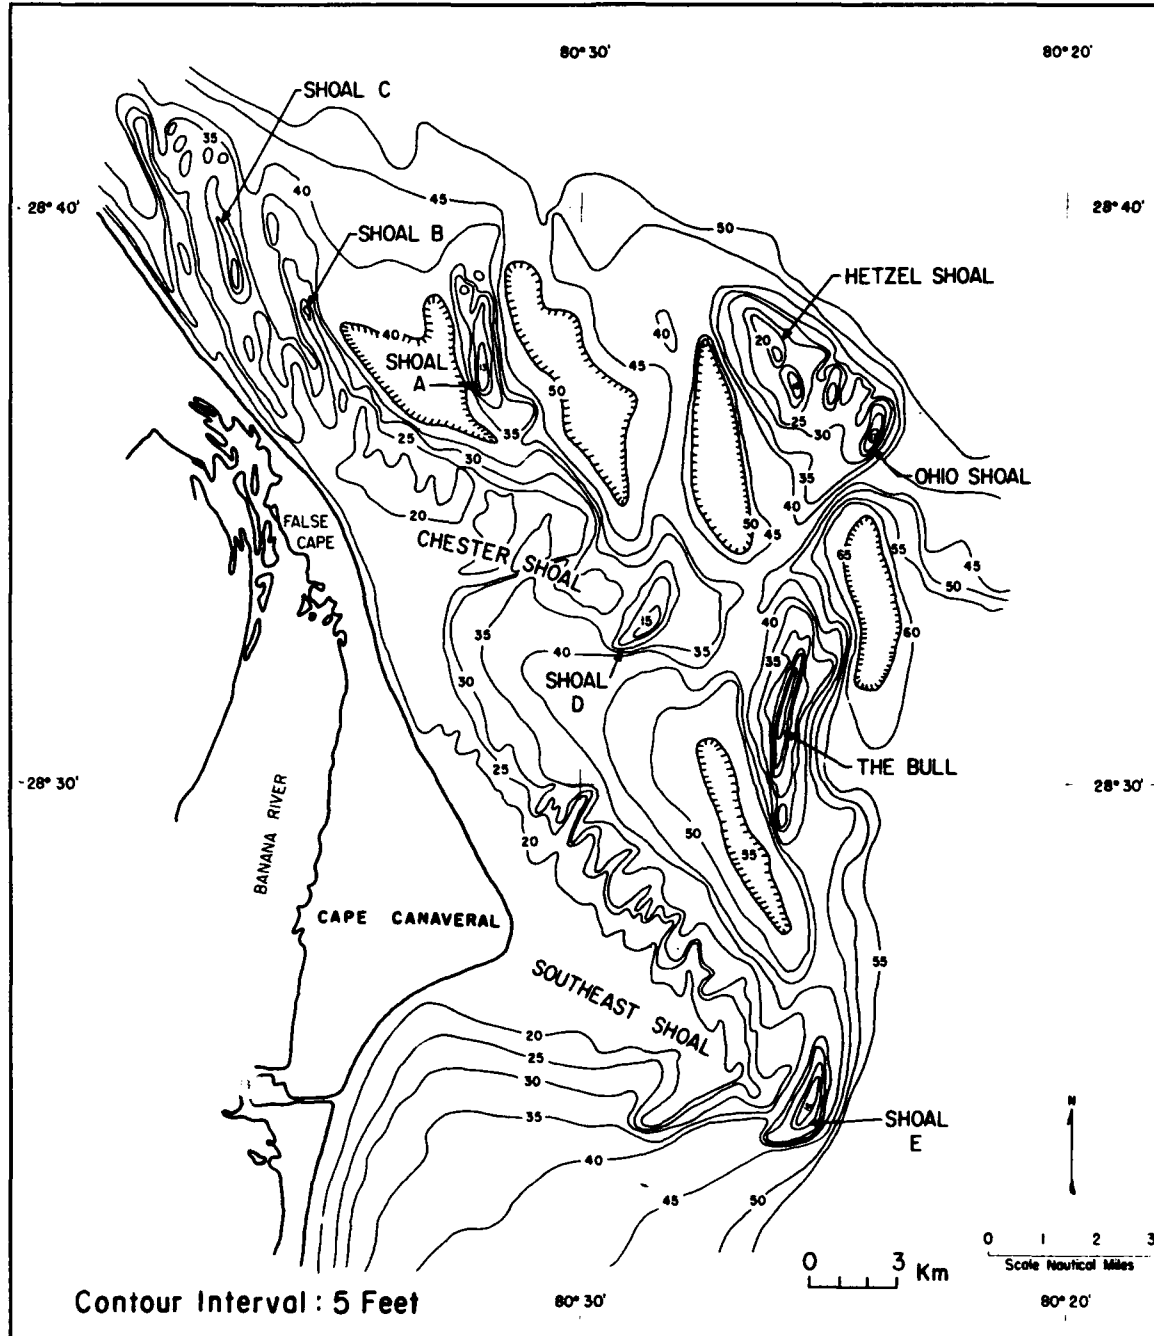 80° 30'
80° 20'
SHOAL C
35
28° 40'
40
45
28° 40'
50
SHOAL B
HETZEL SHOAL
40
40
20
SHOAL
A
15
45
50
25
30
35
25
30
35
40
OHIO SHOAL
20
50
45
FALSE
CAPE
CHESTER SHOAL
65
55
45
50
15
40
60
35
40
35
35
30
SHOAL
D
THE BULL
28° 30'
25
28° 30'
20
50
55
BANANA RIVER
CAPE CANAVERAL
55
SOUTHEAST SHOAL
20
25
30
35
SHOAL
E
N
40
45
50
0 1 2 3
Scale Nautical Miles
0 3 Km
Contour Interval : 5 Feet
80° 30'
80° 20'